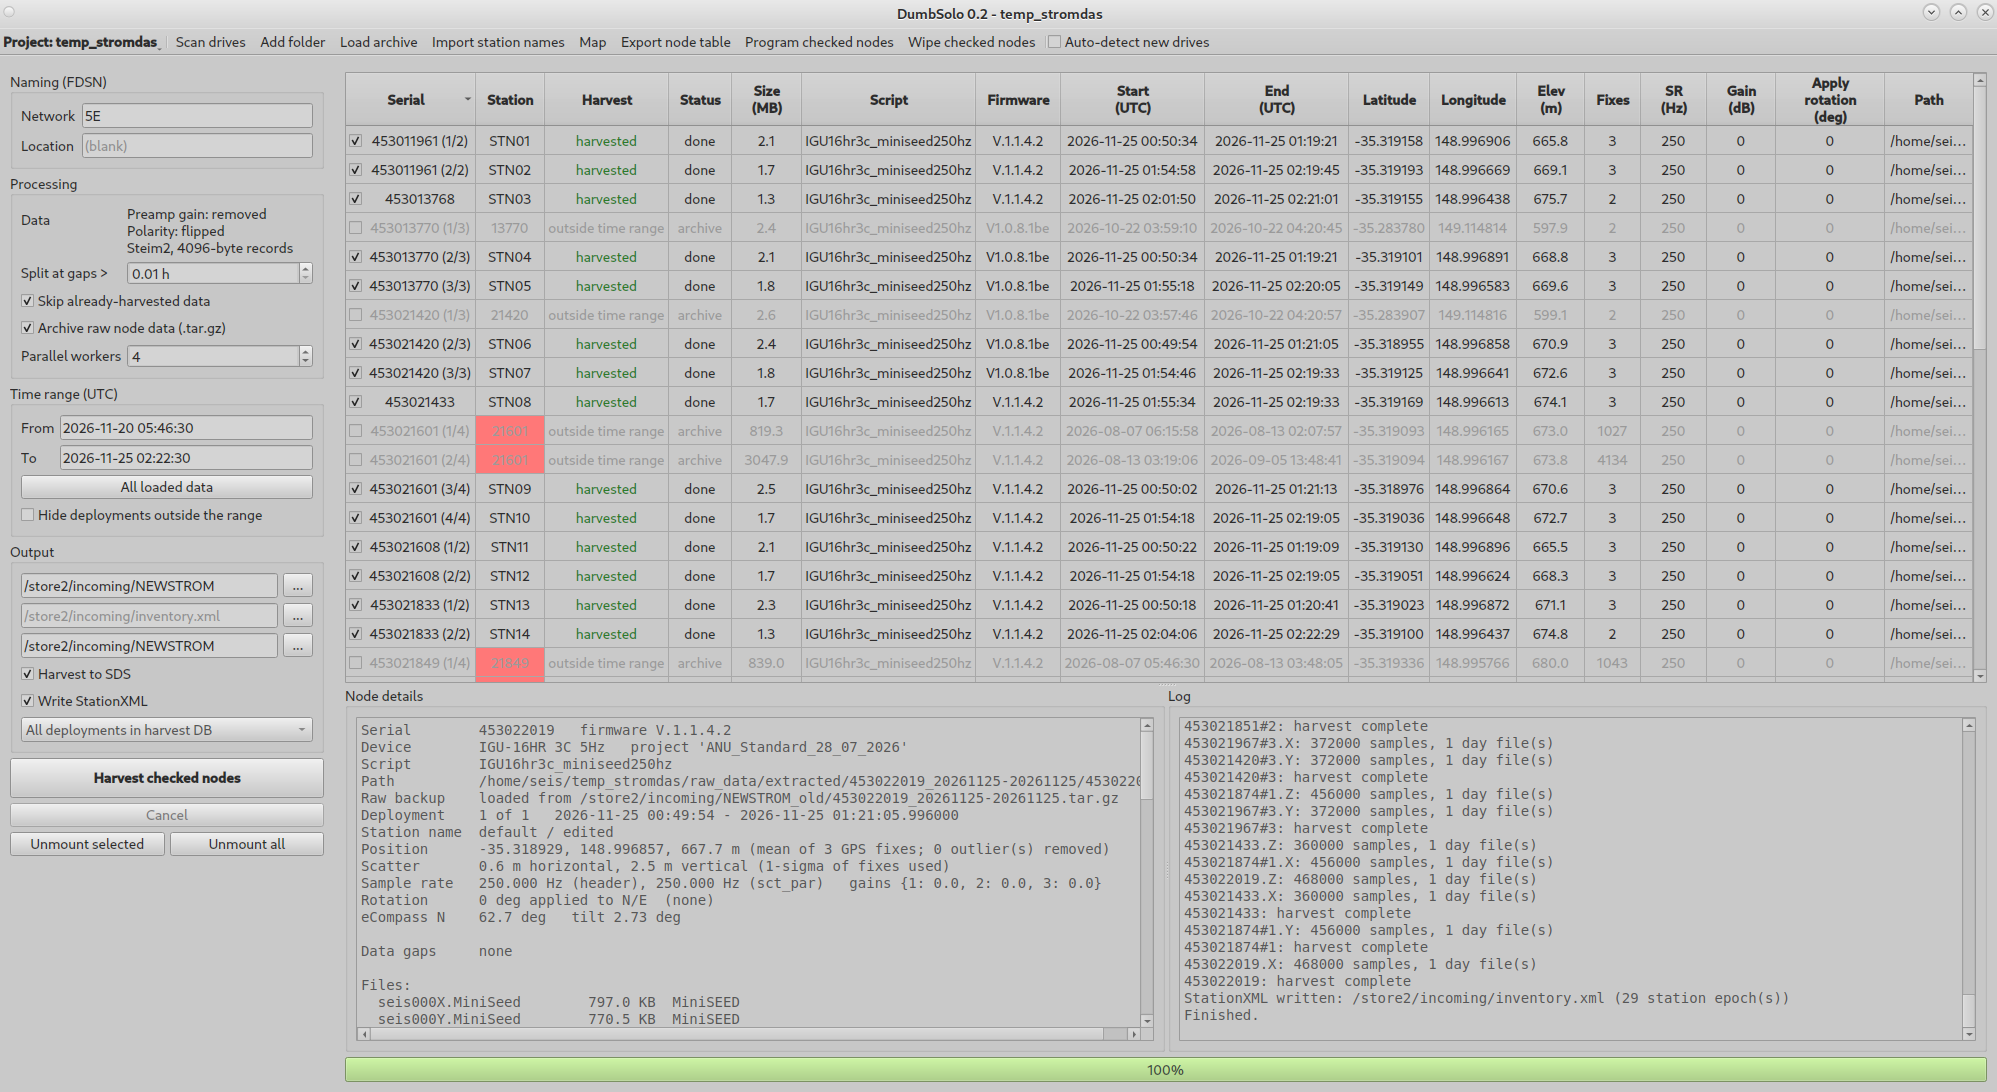 DumbSolo 0.2 - temp_stromdas
Project: temp_stromdas Scan drives Add folder Load archive Import station names Map Export node table Program checked nodes Wipe checked nodes Auto-detect new drives
Naming (FDSN)
Network 5E
Location (blank)
Processing
Data
Preamp gain: removed
Polarity: flipped
Steim2, 4096-byte records
Split at gaps > 0.01 h
Skip already-harvested data
Archive raw node data (.tar.gz)
Parallel workers 4
Time range (UTC)
From 2026-11-20 05:46:30
To 2026-11-25 02:22:30
All loaded data
Hide deployments outside the range
Output
/store2/incoming/NEWSTROM ...
/store2/incoming/inventory.xml ...
/store2/incoming/NEWSTROM ...
Harvest to SDS
Write StationXML
All deployments in harvest DB
Harvest checked nodes
Cancel
Unmount selected Unmount all
Serial Station Harvest Status Size (MB) Script Firmware Start (UTC) End (UTC) Latitude Longitude Elev (m) Fixes SR (Hz) Gain (dB) Apply rotation (deg) Path
453011961 (1/2) STN01 harvested done 2.1 IGU16hr3c_miniseed250hz V.1.1.4.2 2026-11-25 00:50:34 2026-11-25 01:19:21 -35.319158 148.996906 665.8 3 250 0 0 /home/sei...
453011961 (2/2) STN02 harvested done 1.7 IGU16hr3c_miniseed250hz V.1.1.4.2 2026-11-25 01:54:58 2026-11-25 02:19:45 -35.319193 148.996669 669.1 3 250 0 0 /home/sei...
453013768 STN03 harvested done 1.3 IGU16hr3c_miniseed250hz V.1.1.4.2 2026-11-25 02:01:50 2026-11-25 02:21:01 -35.319155 148.996438 675.7 2 250 0 0 /home/sei...
453013770 (1/3) 13770 outside time range archive 2.4 IGU16hr3c_miniseed250hz V1.0.8.1be 2026-10-22 03:59:10 2026-10-22 04:20:45 -35.283780 149.114814 597.9 2 250 0 0 /home/sei...
453013770 (2/3) STN04 harvested done 2.1 IGU16hr3c_miniseed250hz V1.0.8.1be 2026-11-25 00:50:34 2026-11-25 01:19:21 -35.319101 148.996891 668.8 3 250 0 0 /home/sei...
453013770 (3/3) STN05 harvested done 1.8 IGU16hr3c_miniseed250hz V1.0.8.1be 2026-11-25 01:55:18 2026-11-25 02:20:05 -35.319149 148.996583 669.6 3 250 0 0 /home/sei...
453021420 (1/3) 21420 outside time range archive 2.6 IGU16hr3c_miniseed250hz V1.0.8.1be 2026-10-22 03:57:46 2026-10-22 04:20:57 -35.283907 149.114816 599.1 2 250 0 0 /home/sei...
453021420 (2/3) STN06 harvested done 2.4 IGU16hr3c_miniseed250hz V1.0.8.1be 2026-11-25 00:49:54 2026-11-25 01:21:05 -35.318955 148.996858 670.9 3 250 0 0 /home/sei...
453021420 (3/3) STN07 harvested done 1.8 IGU16hr3c_miniseed250hz V1.0.8.1be 2026-11-25 01:54:46 2026-11-25 02:19:33 -35.319125 148.996641 672.6 3 250 0 0 /home/sei...
453021433 STN08 harvested done 1.7 IGU16hr3c_miniseed250hz V.1.1.4.2 2026-11-25 01:55:34 2026-11-25 02:19:33 -35.319169 148.996613 674.1 3 250 0 0 /home/sei...
453021601 (1/4) 21601 outside time range archive 819.3 IGU16hr3c_miniseed250hz V.1.1.4.2 2026-08-07 06:15:58 2026-08-13 02:07:57 -35.319093 148.996165 673.0 1027 250 0 0 /home/sei...
453021601 (2/4) 21601 outside time range archive 3047.9 IGU16hr3c_miniseed250hz V.1.1.4.2 2026-08-13 03:19:06 2026-09-05 13:48:41 -35.319094 148.996167 673.8 4134 250 0 0 /home/sei...
453021601 (3/4) STN09 harvested done 2.5 IGU16hr3c_miniseed250hz V.1.1.4.2 2026-11-25 00:50:02 2026-11-25 01:21:13 -35.318976 148.996864 670.6 3 250 0 0 /home/sei...
453021601 (4/4) STN10 harvested done 1.7 IGU16hr3c_miniseed250hz V.1.1.4.2 2026-11-25 01:54:18 2026-11-25 02:19:05 -35.319036 148.996648 672.7 3 250 0 0 /home/sei...
453021608 (1/2) STN11 harvested done 2.1 IGU16hr3c_miniseed250hz V.1.1.4.2 2026-11-25 00:50:22 2026-11-25 01:19:09 -35.319130 148.996896 665.5 3 250 0 0 /home/sei...
453021608 (2/2) STN12 harvested done 1.7 IGU16hr3c_miniseed250hz V.1.1.4.2 2026-11-25 01:54:18 2026-11-25 02:19:05 -35.319051 148.996624 668.3 3 250 0 0 /home/sei...
453021833 (1/2) STN13 harvested done 2.3 IGU16hr3c_miniseed250hz V.1.1.4.2 2026-11-25 00:50:18 2026-11-25 01:20:41 -35.319023 148.996872 671.1 3 250 0 0 /home/sei...
453021833 (2/2) STN14 harvested done 1.3 IGU16hr3c_miniseed250hz V.1.1.4.2 2026-11-25 02:04:06 2026-11-25 02:22:29 -35.319100 148.996437 674.8 2 250 0 0 /home/sei...
453021849 (1/4) 21849 outside time range archive 839.0 IGU16hr3c_miniseed250hz V.1.1.4.2 2026-08-07 05:46:30 2026-08-13 03:48:05 -35.319336 148.995766 680.0 1043 250 0 0 /home/sei...
Node details
Serial 453022019 firmware V.1.1.4.2
Device IGU-16HR 3C 5Hz project 'ANU_Standard_28_07_2026'
Script IGU16hr3c_miniseed250hz
Path /home/seis/temp_stromdas/raw_data/extracted/453022019_20261125-20261125/4530220
Raw backup loaded from /store2/incoming/NEWSTROM_old/453022019_20261125-20261125.tar.gz
Deployment 1 of 1 2026-11-25 00:49:54 - 2026-11-25 01:21:05.996000
Station name default / edited
Position -35.318929, 148.996857, 667.7 m (mean of 3 GPS fixes; 0 outlier(s) removed)
Scatter 0.6 m horizontal, 2.5 m vertical (1-sigma of fixes used)
Sample rate 250.000 Hz (header), 250.000 Hz (sct_par) gains {1: 0.0, 2: 0.0, 3: 0.0}
Rotation 0 deg applied to N/E (none)
eCompass N 62.7 deg tilt 2.73 deg
Data gaps none
Files:
seis000X.MiniSeed 797.0 KB MiniSEED
seis000Y.MiniSeed 770.5 KB MiniSEED
Log
453021851#2: harvest complete
453021967#3.X: 372000 samples, 1 day file(s)
453021420#3.Y: 372000 samples, 1 day file(s)
453021420#3: harvest complete
453021874#1.Z: 456000 samples, 1 day file(s)
453021967#3.Y: 372000 samples, 1 day file(s)
453021967#3: harvest complete
453021433.Z: 360000 samples, 1 day file(s)
453021874#1.X: 456000 samples, 1 day file(s)
453022019.Z: 468000 samples, 1 day file(s)
453021433.X: 360000 samples, 1 day file(s)
453021433: harvest complete
453021874#1.Y: 456000 samples, 1 day file(s)
453021874#1: harvest complete
453022019.X: 468000 samples, 1 day file(s)
453022019: harvest complete
StationXML written: /store2/incoming/inventory.xml (29 station epoch(s))
Finished.
100%